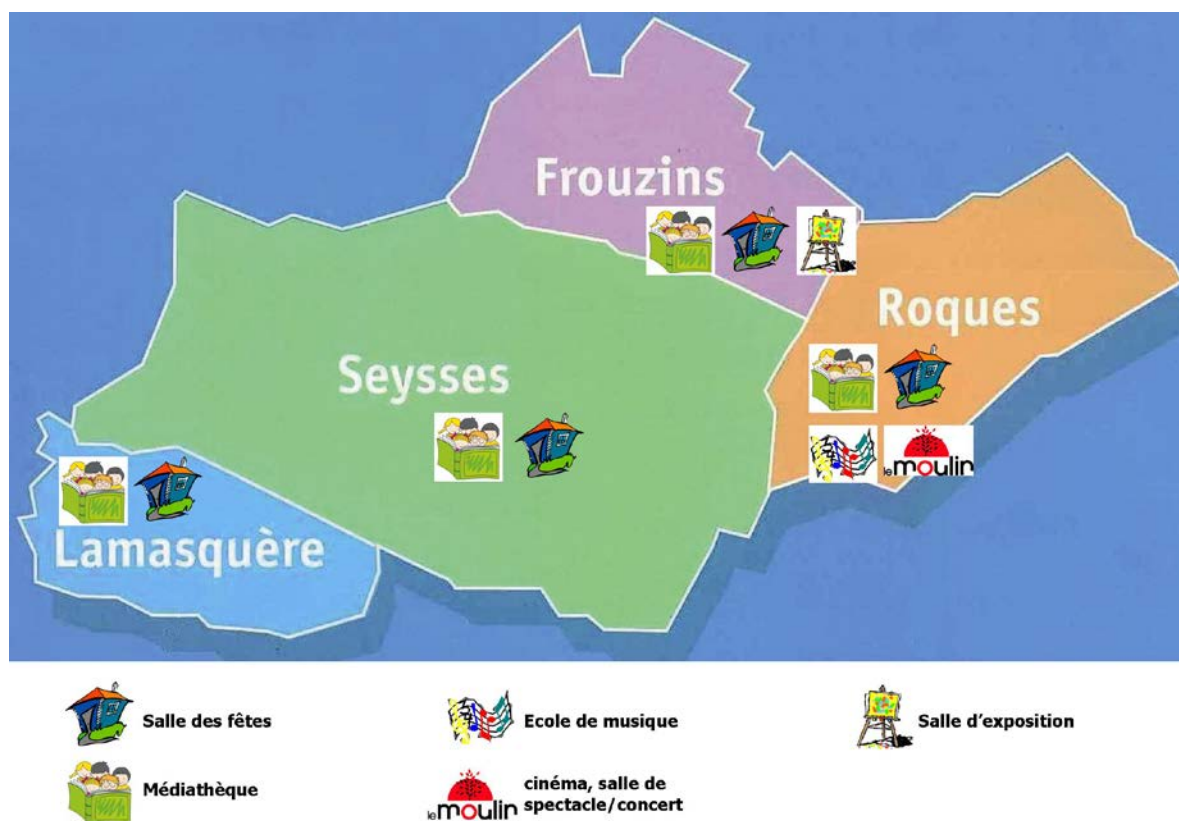 Frouzins
Roques
Seysses
le moulin
Lamasquère
Salle des fêtes
Ecole de musique
Salle d'exposition
Médiathèque
le moulin
cinéma, salle de
spectacle/concert